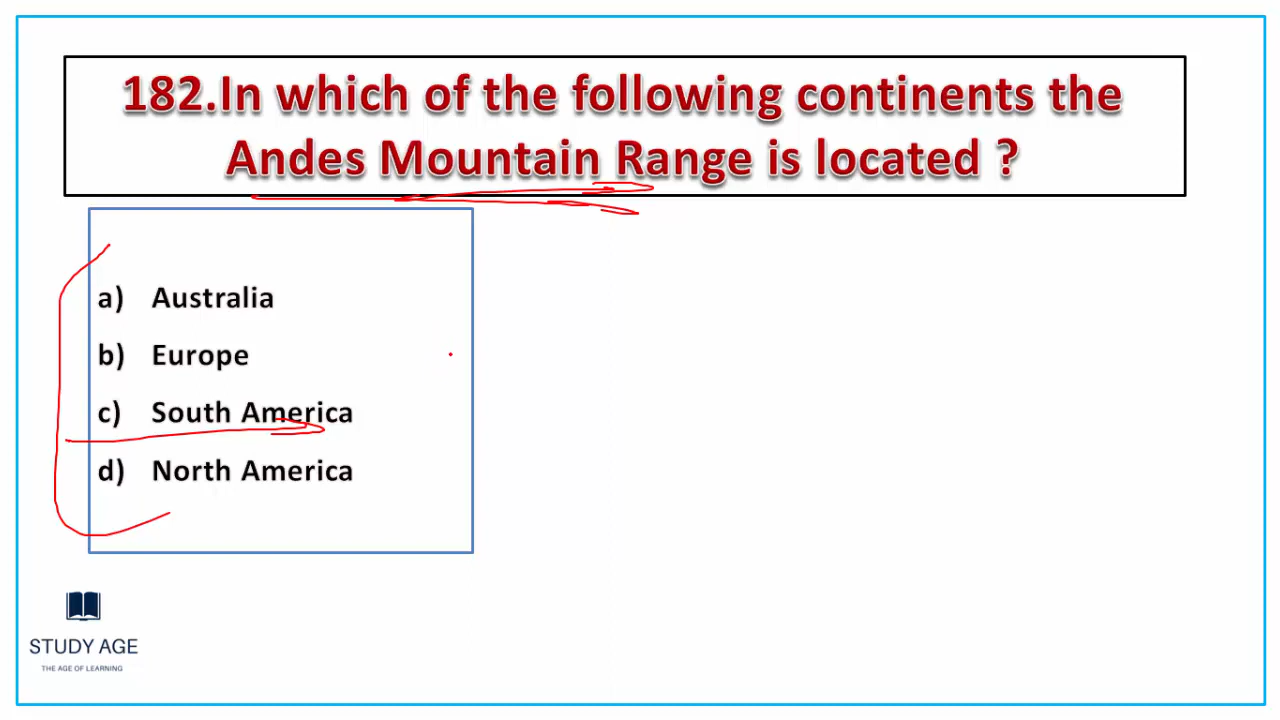 182.In which of the following continents the
Andes Mountain Range is located ?
a) Australia
b) Europe
c) South America
d) North America
STUDY AGE
THE AGE OF LEARNING